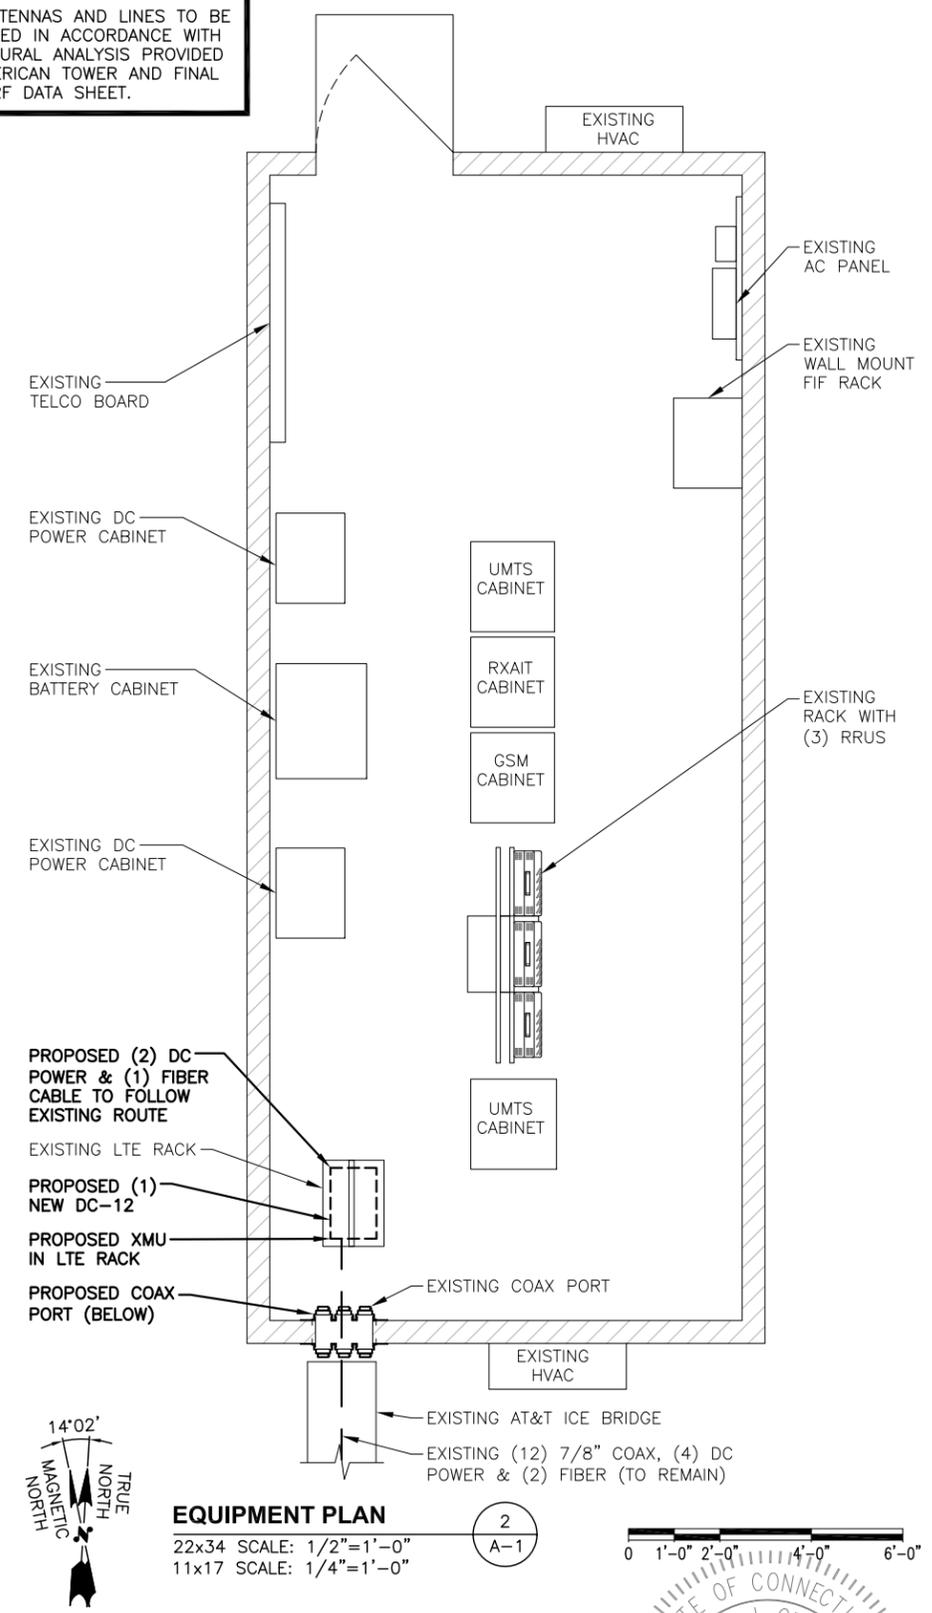 TENNAS AND LINES TO BE
ED IN ACCORDANCE WITH
URAL ANALYSIS PROVIDED
ERICAN TOWER AND FINAL
F DATA SHEET.
EXISTING
HVAC
EXISTING
AC PANEL
EXISTING
WALL MOUNT
FIF RACK
EXISTING
TELCO BOARD
EXISTING DC
POWER CABINET
UMTS
CABINET
EXISTING
BATTERY CABINET
RXAIT
CABINET
EXISTING
RACK WITH
(3) RRUS
GSM
CABINET
EXISTING DC
POWER CABINET
PROPOSED (2) DC
POWER & (1) FIBER
CABLE TO FOLLOW
EXISTING ROUTE
UMTS
CABINET
EXISTING LTE RACK
PROPOSED (1)
NEW DC-12
PROPOSED XMU
IN LTE RACK
PROPOSED COAX
PORT (BELOW)
EXISTING COAX PORT
EXISTING
HVAC
EXISTING AT&T ICE BRIDGE
EXISTING (12) 7/8" COAX, (4) DC
POWER & (2) FIBER (TO REMAIN)
14°02'
TRUE
NORTH
MAGNETIC
NORTH
N
EQUIPMENT PLAN
22x34 SCALE: 1/2"=1'-0"
11x17 SCALE: 1/4"=1'-0"
2
A-1
0 1'-0" 2'-0" 4'-0" 6'-0"
TE OF CONNECTI